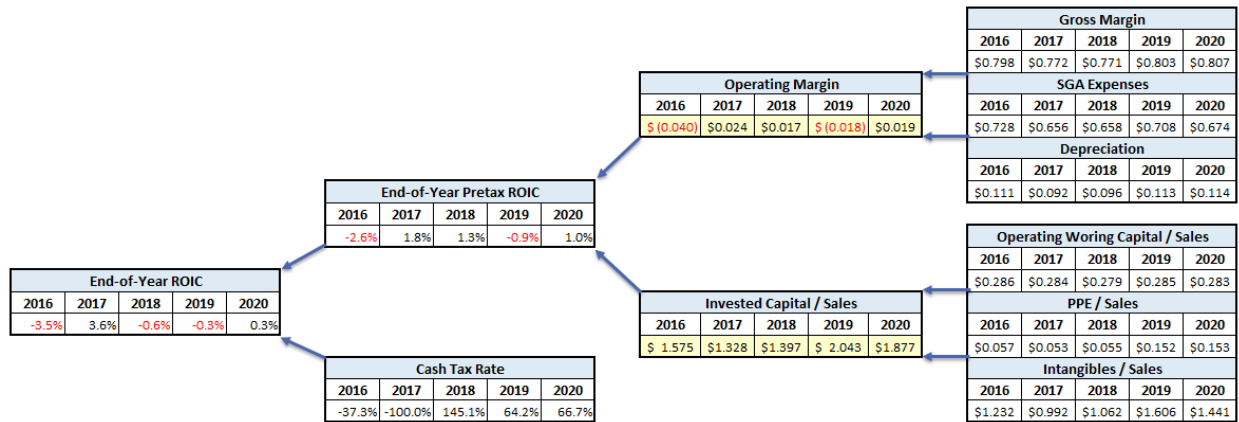 Gross Margin
2016 2017 2018 2019 2020
$0.798 $0.772 $0.771 $0.803 $0.807
Operating Margin
2016 2017 2018 2019 2020
$ (0.040) $0.024 $0.017 $ (0.018) $0.019
SGA Expenses
2016 2017 2018 2019 2020
$0.728 $0.656 $0.658 $0.708 $0.674
Depreciation
2016 2017 2018 2019 2020
$0.111 $0.092 $0.096 $0.113 $0.114
End-of-Year Pretax ROIC
2016 2017 2018 2019 2020
-2.6% 1.8% 1.3% -0.9% 1.0%
Operating Woring Capital / Sales
2016 2017 2018 2019 2020
$0.286 $0.284 $0.279 $0.285 $0.283
End-of-Year ROIC
2016 2017 2018 2019 2020
-3.5% 3.6% -0.6% -0.3% 0.3%
Invested Capital / Sales
2016 2017 2018 2019 2020
$ 1.575 $1.328 $1.397 $ 2.043 $1.877
PPE / Sales
2016 2017 2018 2019 2020
$0.057 $0.053 $0.055 $0.152 $0.153
Cash Tax Rate
2016 2017 2018 2019 2020
-37.3% -100.0% 145.1% 64.2% 66.7%
Intangibles / Sales
2016 2017 2018 2019 2020
$1.232 $0.992 $1.062 $1.606 $1.441